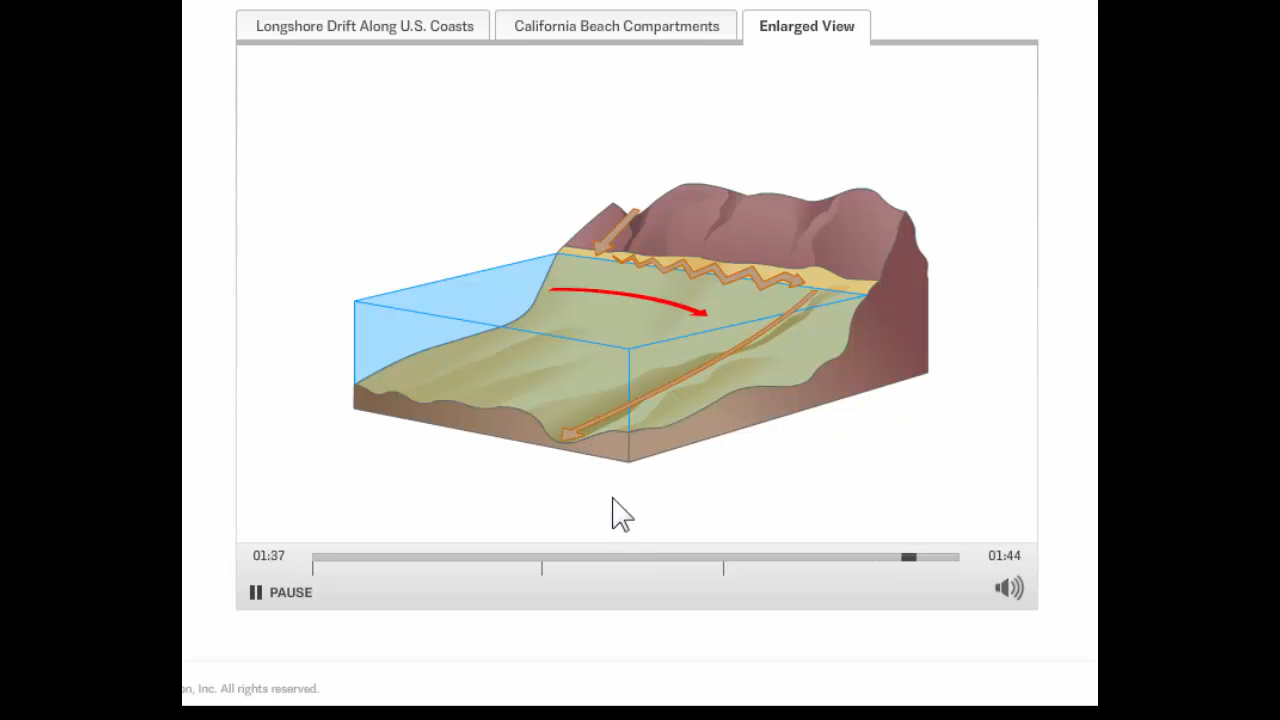 Longshore Drift Along U.S. Coasts
California Beach Compartments
Enlarged View
01:37
01:44
PAUSE
Inc. All rights reserved.